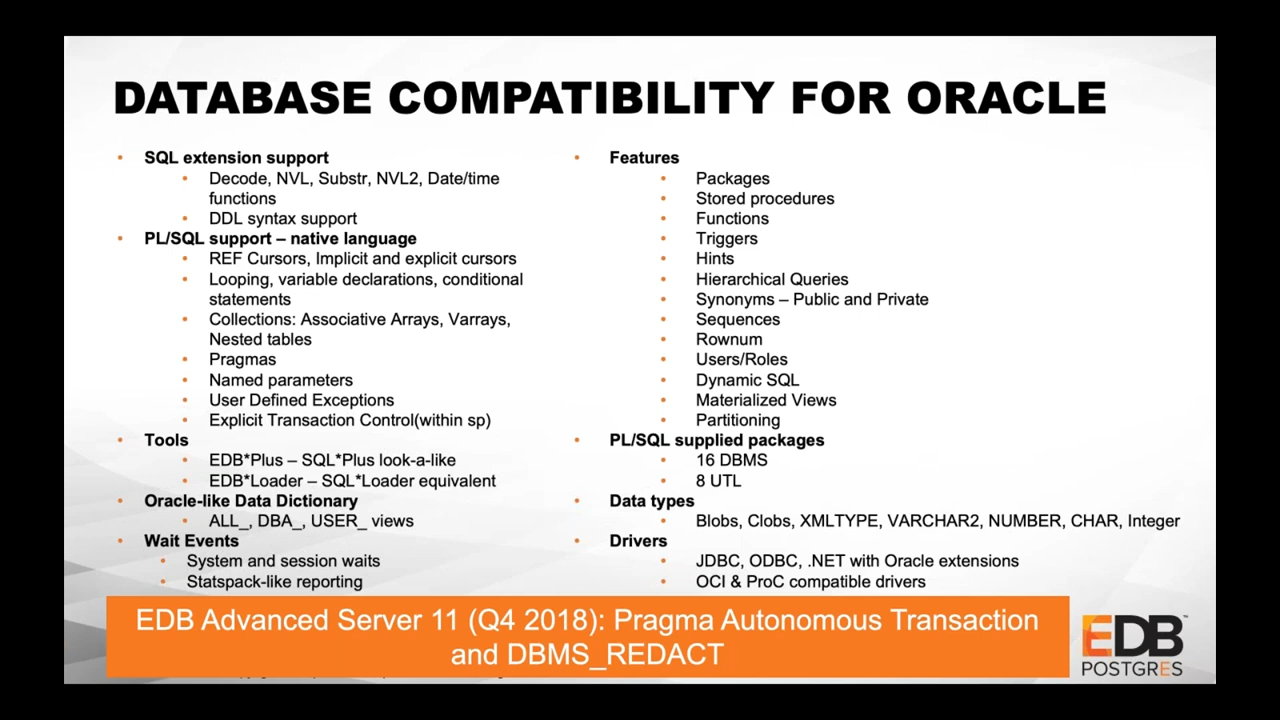 DATABASE COMPATIBILITY FOR ORACLE
• SQL extension support
• Decode, NVL, Substr, NVL2, Date/time
functions
• DDL syntax support
• PL/SQL support – native language
• REF Cursors, Implicit and explicit cursors
• Looping, variable declarations, conditional
statements
• Collections: Associative Arrays, Varrays,
Nested tables
• Pragmas
• Named parameters
• User Defined Exceptions
• Explicit Transaction Control(within sp)
• Tools
• EDB*Plus – SQL*Plus look-a-like
• EDB*Loader – SQL*Loader equivalent
• Oracle-like Data Dictionary
• ALL_, DBA_, USER_ views
• Wait Events
• System and session waits
• Statspack-like reporting
• Features
• Packages
• Stored procedures
• Functions
• Triggers
• Hints
• Hierarchical Queries
• Synonyms – Public and Private
• Sequences
• Rownum
• Users/Roles
• Dynamic SQL
• Materialized Views
• Partitioning
• PL/SQL supplied packages
• 16 DBMS
• 8 UTL
• Data types
• Blobs, Clobs, XMLTYPE, VARCHAR2, NUMBER, CHAR, Integer
• Drivers
• JDBC, ODBC, .NET with Oracle extensions
• OCI & ProC compatible drivers
EDB Advanced Server 11 (Q4 2018): Pragma Autonomous Transaction
and DBMS_REDACT
EDB™
POSTGRES